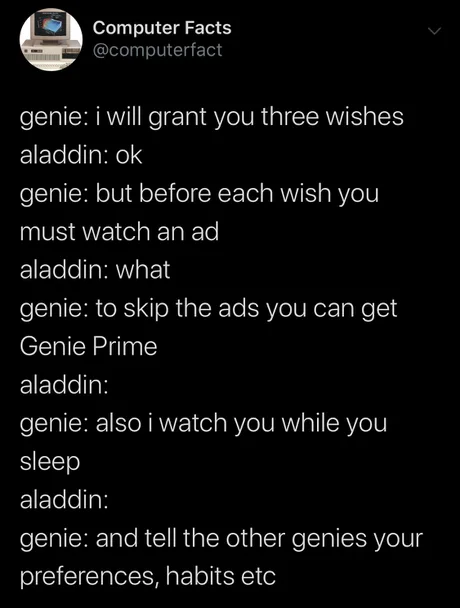 Computer Facts
@computerfact
genie: i will grant you three wishes
aladdin: ok
genie: but before each wish you
must watch an ad
aladdin: what
genie: to skip the ads you can get
Genie Prime
aladdin:
genie: also i watch you while you
sleep
aladdin:
genie: and tell the other genies your
preferences, habits etc